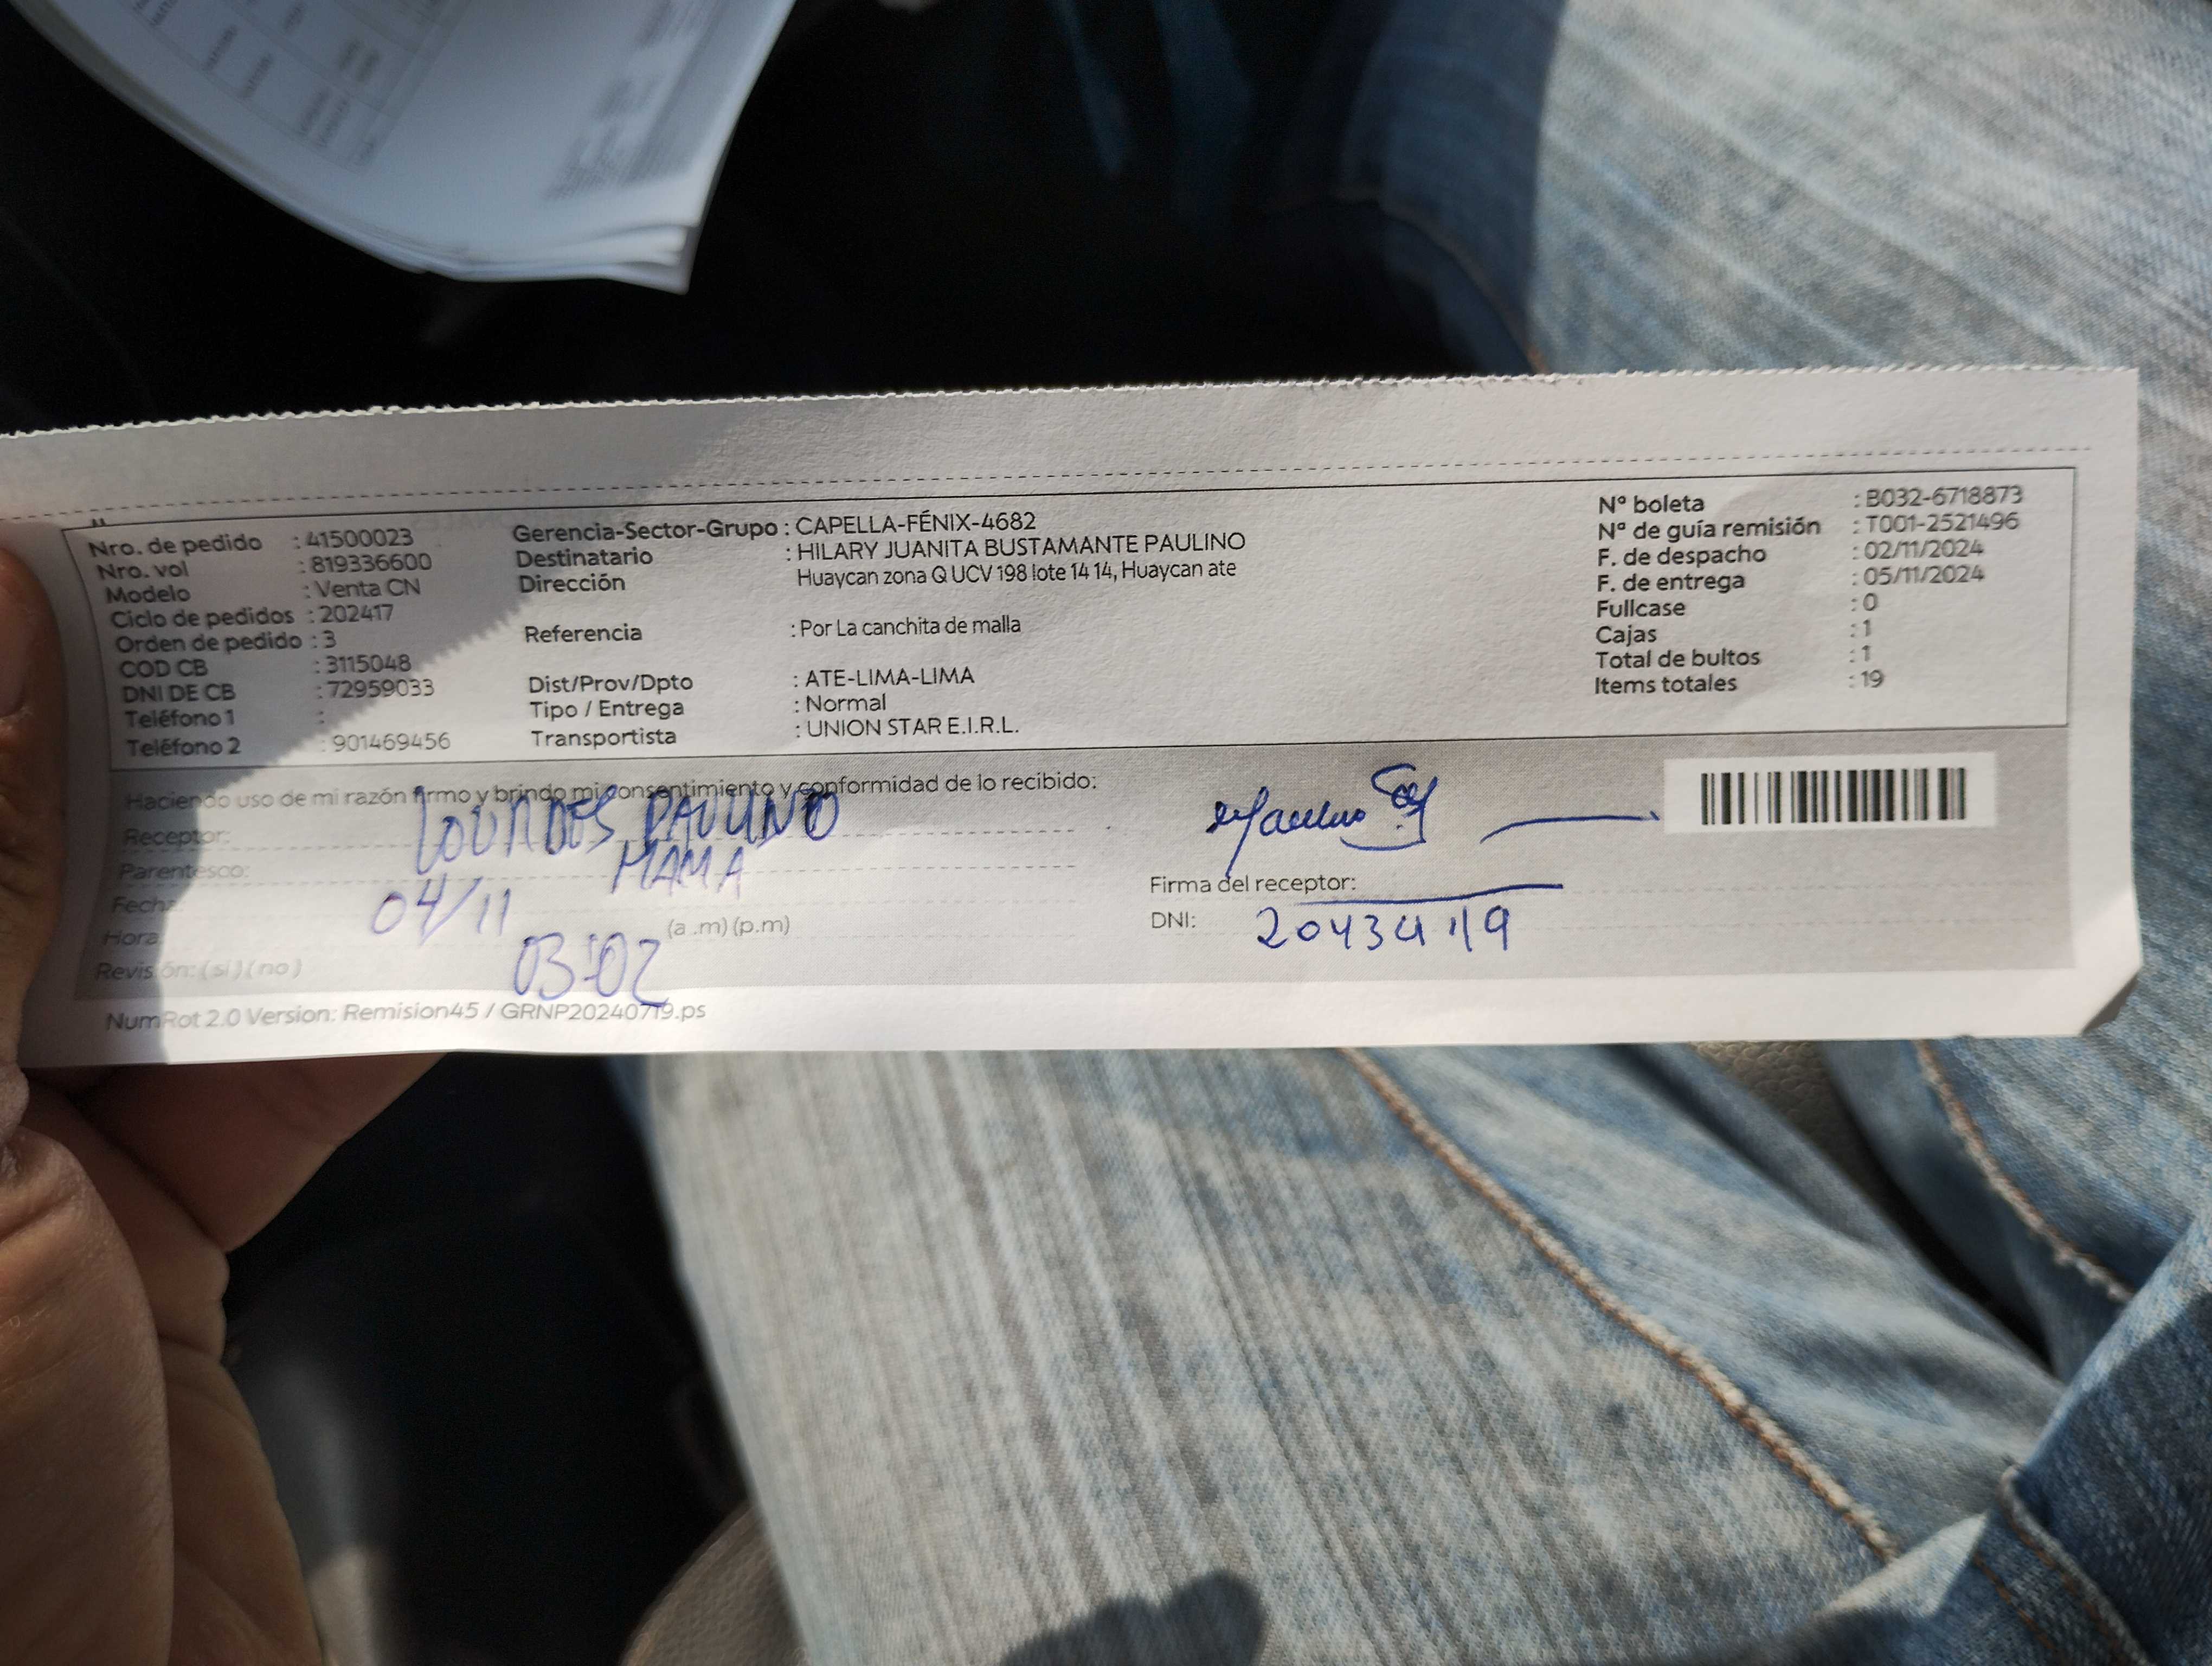 Nro. de pedido : 41500023
Nro. vol : 819336600
Modelo : Venta CN
Ciclo de pedidos : 202417
Orden de pedido : 3
COD CB : 3115048
DNI DE CB : 72959033
Teléfono 1 :
Teléfono 2 : 901469456
Gerencia-Sector-Grupo : CAPELLA-FÉNIX-4682
Destinatario : HILARY JUANITA BUSTAMANTE PAULINO
Dirección Huaycan zona Q UCV 198 lote 14 14, Huaycan ate
Referencia : Por La canchita de malla
Dist/Prov/Dpto : ATE-LIMA-LIMA
Tipo / Entrega : Normal
Transportista : UNION STAR E.I.R.L.
Nº boleta : B032-6718873
Nº de guía remisión : T001-2521496
F. de despacho : 02/11/2024
F. de entrega : 05/11/2024
Fullcase : 0
Cajas : 1
Total de bultos : 1
Items totales : 19
Haciendo uso de mi razón firmo y brindo mi consentimiento y conformidad de lo recibido:
Receptor: LOURDES PAULINO
Parentesco: MAMA
Fecha 04/11
Hora 03:02 (a .m) (p.m)
Revisión: (si) (no)
Firma del receptor:
DNI:
NumRot 2.0 Version: Remision45 / GRNP20240719.ps